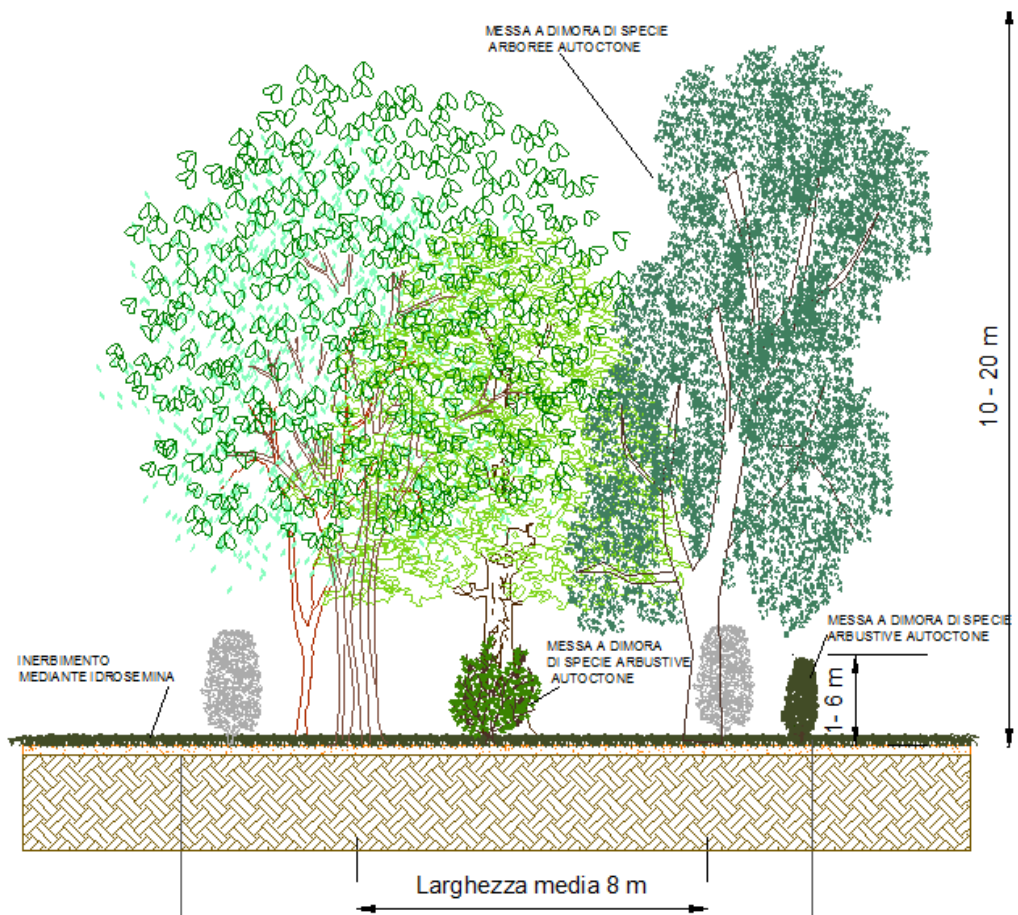 MESSA A DIMORA DI SPECIE
ARBOREE AUTOCTONE
10 - 20 m
MESSA A DIMORA DI SPECIE
ARBUSTIVE AUTOCTONE
MESSA A DIMORA
DI SPECIE ARBUSTIVE
AUTOCTONE
INERBIMENTO
MEDIANTE IDROSEMINA
1 - 6 m
Larghezza media 8 m